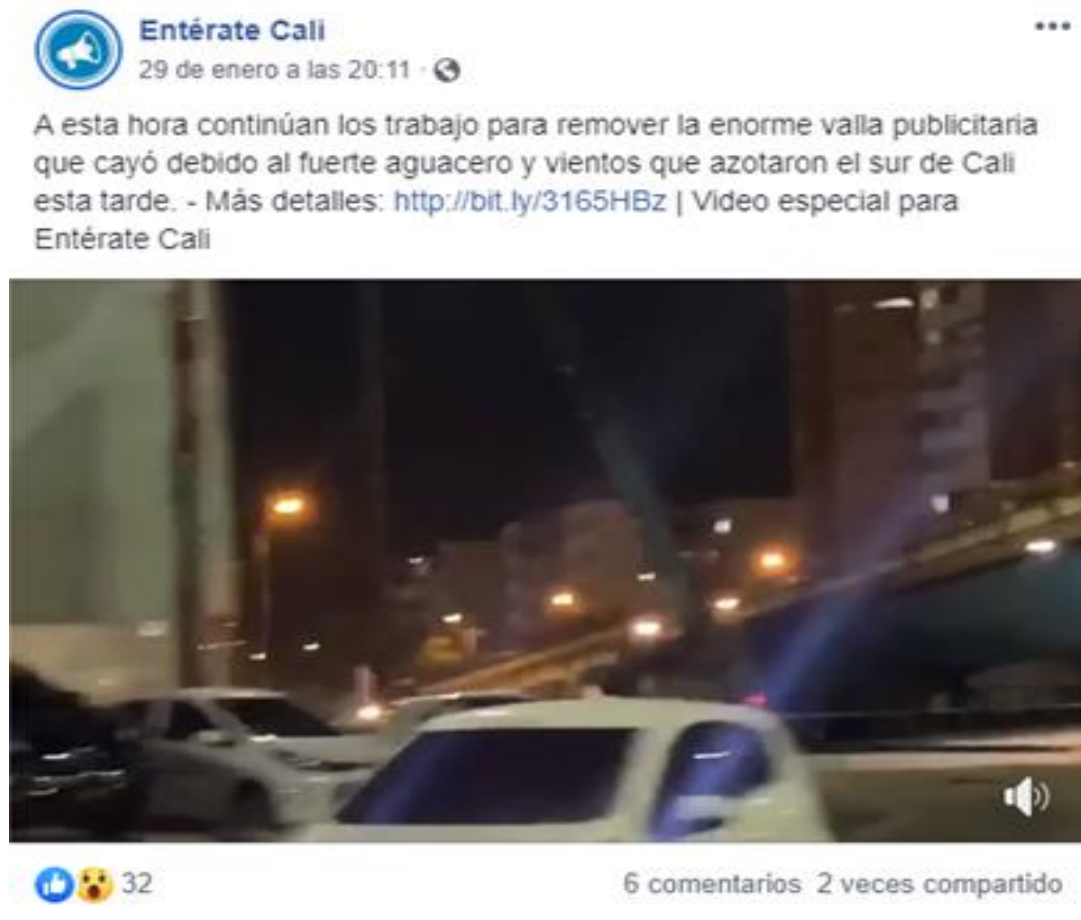 Entérate Cali
29 de enero a las 20:11 ·
A esta hora continúan los trabajo para remover la enorme valla publicitaria
que cayó debido al fuerte aguacero y vientos que azotaron el sur de Cali
esta tarde. - Más detalles: http://bit.ly/3165HBz | Video especial para
Entérate Cali
32
6 comentarios 2 veces compartido